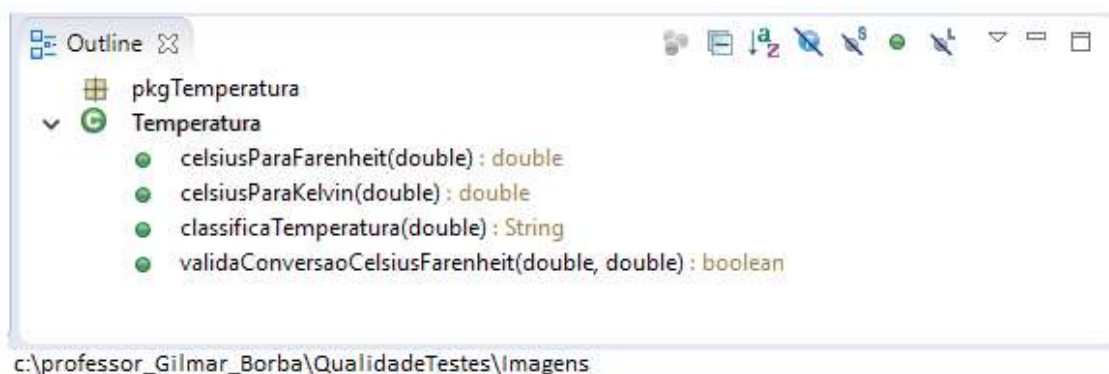 Outline
pkgTemperatura
Temperatura
celsiusParaFarenheit(double) : double
celsiusParaKelvin(double) : double
classificaTemperatura(double) : String
validaConversaoCelsiusFarenheit(double, double) : boolean
c:\professor_Gilmar_Borba\QualidadeTestes\Imagens